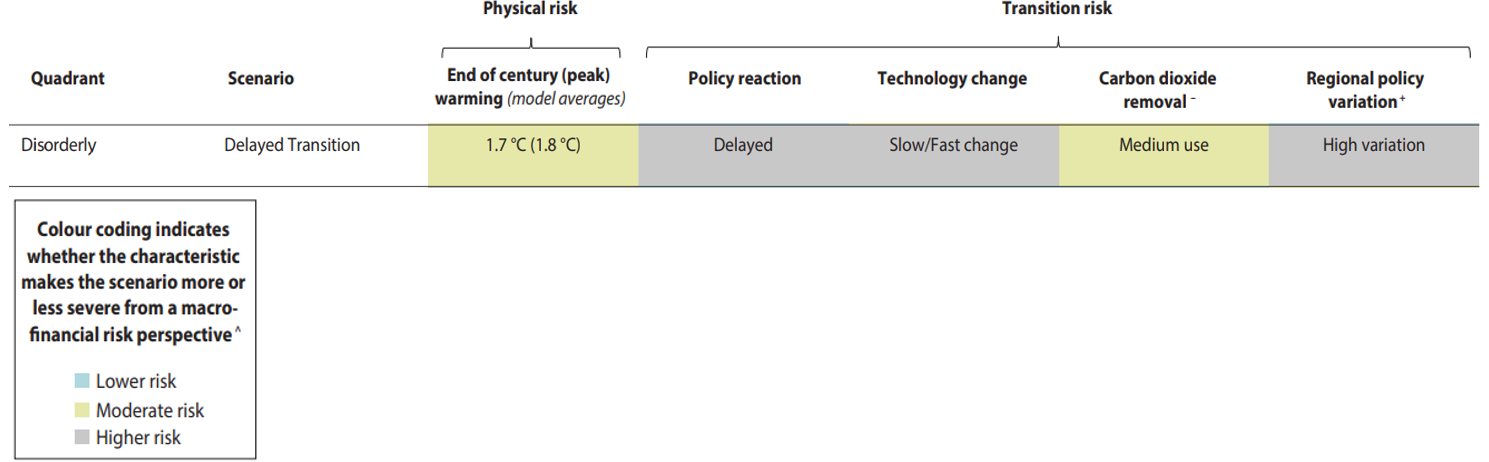 Physical risk
Transition risk
Quadrant
Scenario
End of century (peak)
warming (model averages)
Policy reaction
Technology change
Carbon dioxide
removal –
Regional policy
variation +
Disorderly
Delayed Transition
1.7 °C (1.8 °C)
Delayed
Slow/Fast change
Medium use
High variation
Colour coding indicates
whether the characteristic
makes the scenario more or
less severe from a macro-
financial risk perspective ^
Lower risk
Moderate risk
Higher risk